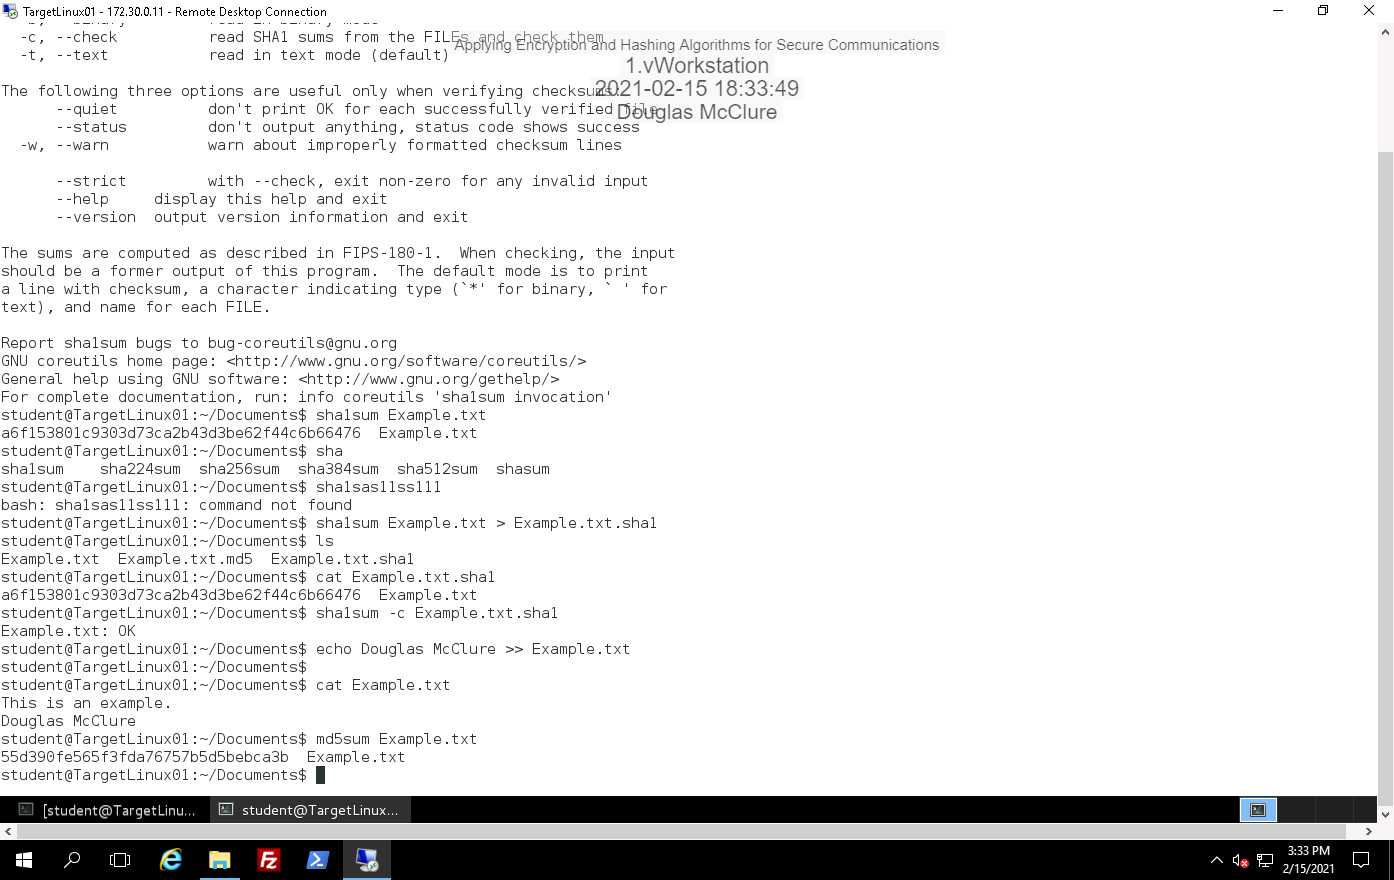 TargetLinux01 - 172.30.0.11 - Remote Desktop Connection
-b, --binary         read in binary mode
-c, --check          read SHA1 sums from the FILEs and check them
-t, --text           read in text mode (default)
Applying Encryption and Hashing Algorithms for Secure Communications
1.vWorkstation
2021-02-15 18:33:49
Douglas McClure
The following three options are useful only when verifying checksums:
--quiet          don't print OK for each successfully verified file
--status         don't output anything, status code shows success
-w, --warn           warn about improperly formatted checksum lines
--strict         with --check, exit non-zero for any invalid input
--help     display this help and exit
--version  output version information and exit
The sums are computed as described in FIPS-180-1.  When checking, the input
should be a former output of this program.  The default mode is to print
a line with checksum, a character indicating type (`*' for binary, ` ' for
text), and name for each FILE.
Report sha1sum bugs to bug-coreutils@gnu.org
GNU coreutils home page: <http://www.gnu.org/software/coreutils/>
General help using GNU software: <http://www.gnu.org/gethelp/>
For complete documentation, run: info coreutils 'sha1sum invocation'
student@TargetLinux01:~/Documents$ sha1sum Example.txt
a6f153801c9303d73ca2b43d3be62f44c6b66476  Example.txt
student@TargetLinux01:~/Documents$ sha
sha1sum    sha224sum  sha256sum  sha384sum  sha512sum  shasum
student@TargetLinux01:~/Documents$ sha1sas11ss111
bash: sha1sas11ss111: command not found
student@TargetLinux01:~/Documents$ sha1sum Example.txt > Example.txt.sha1
student@TargetLinux01:~/Documents$ ls
Example.txt  Example.txt.md5  Example.txt.sha1
student@TargetLinux01:~/Documents$ cat Example.txt.sha1
a6f153801c9303d73ca2b43d3be62f44c6b66476  Example.txt
student@TargetLinux01:~/Documents$ sha1sum -c Example.txt.sha1
Example.txt: OK
student@TargetLinux01:~/Documents$ echo Douglas McClure >> Example.txt
student@TargetLinux01:~/Documents$
student@TargetLinux01:~/Documents$ cat Example.txt
This is an example.
Douglas McClure
student@TargetLinux01:~/Documents$ md5sum Example.txt
55d390fe565f3fda76757b5d5bebca3b  Example.txt
student@TargetLinux01:~/Documents$
[student@TargetLinu...
student@TargetLinux...
3:33 PM
2/15/2021